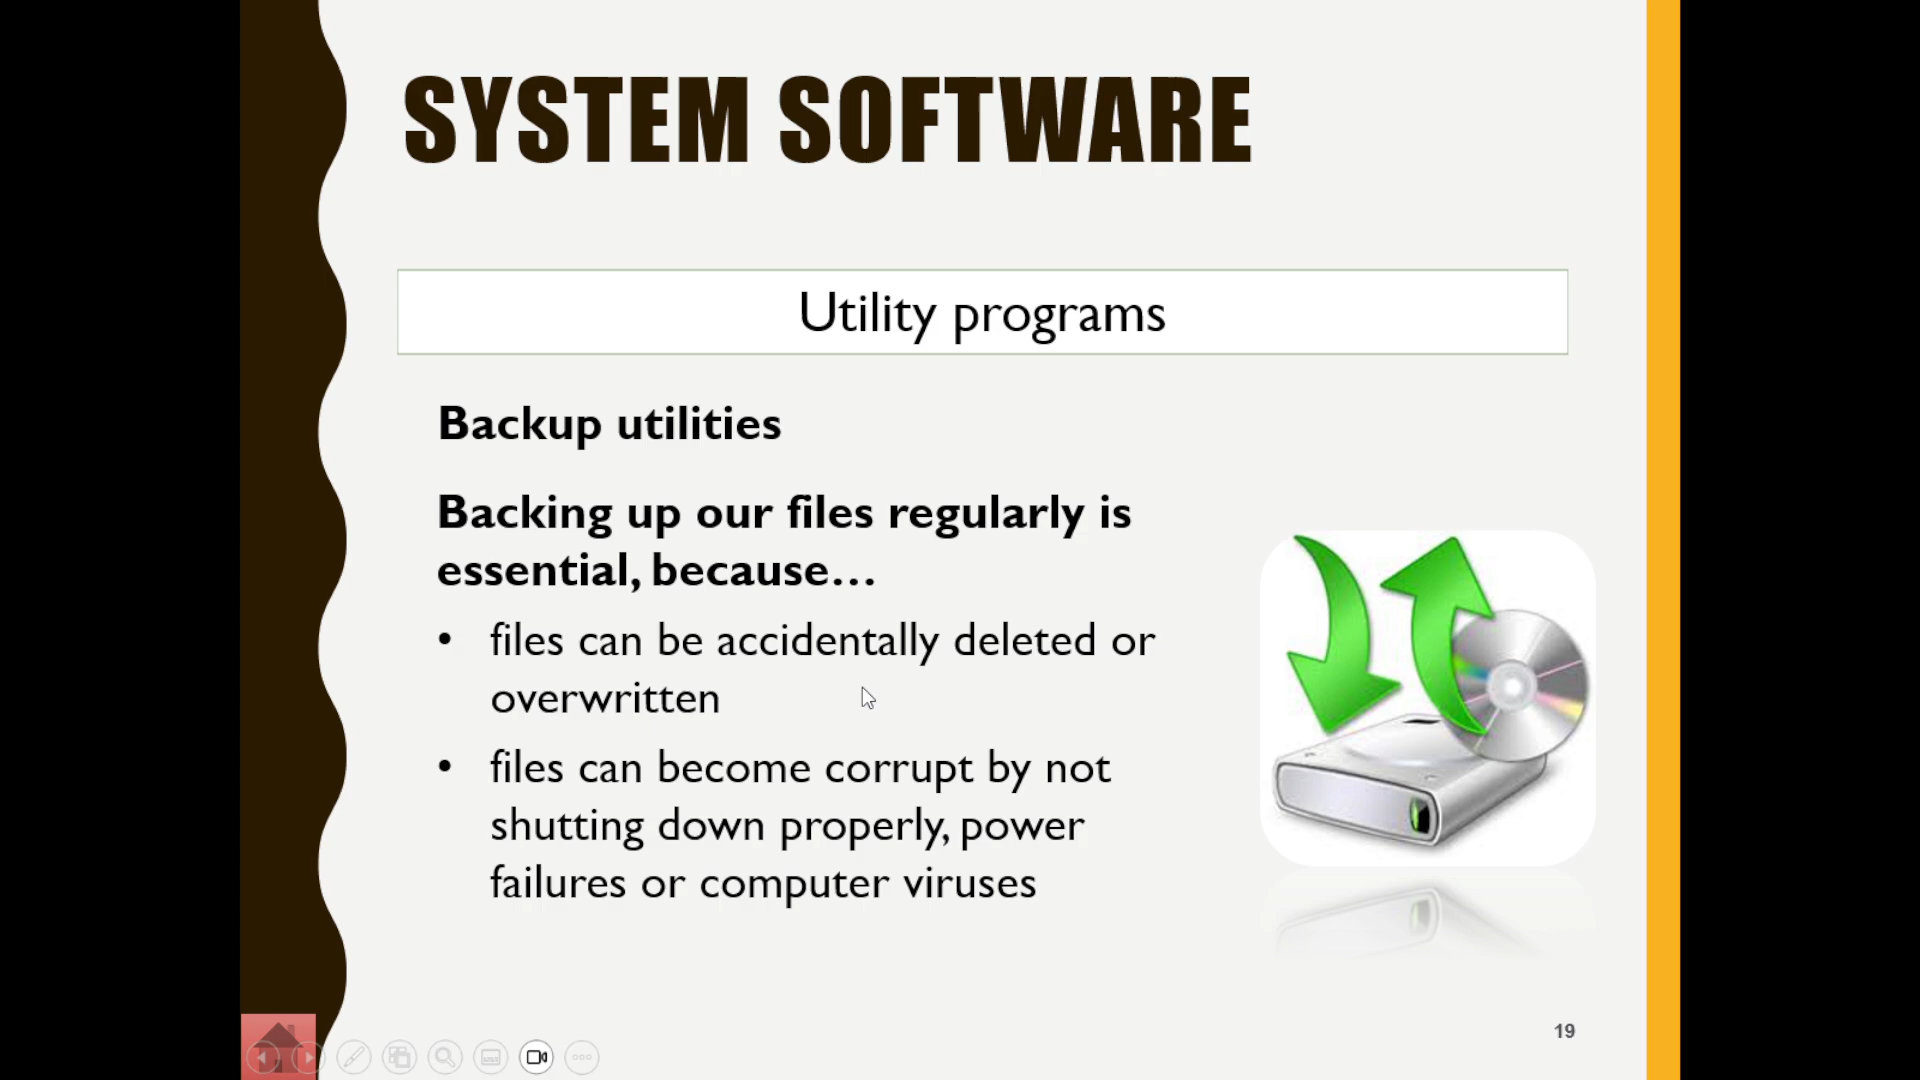 SYSTEM SOFTWARE
Utility programs
Backup utilities
Backing up our files regularly is
essential, because…
• files can be accidentally deleted or
overwritten
• files can become corrupt by not
shutting down properly, power
failures or computer viruses
19